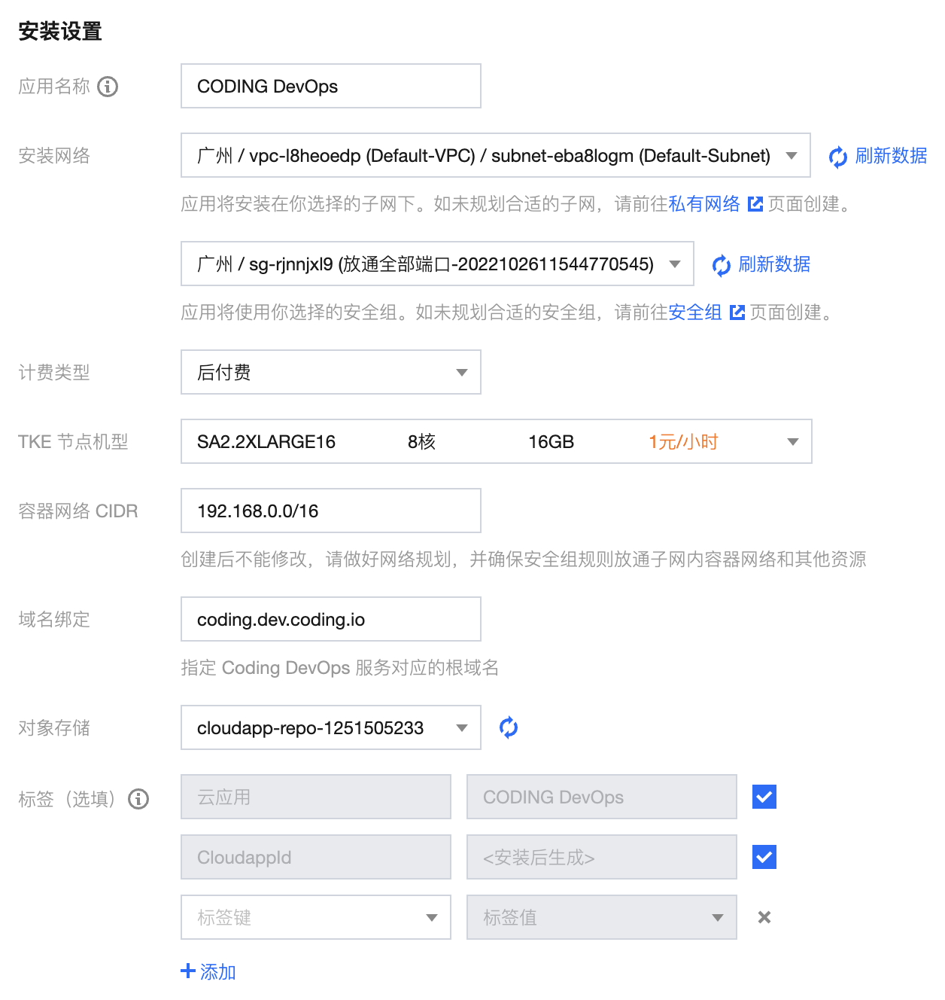 安装设置
应用名称
CODING DevOps
安装网络
广州 / vpc-l8heoedp (Default-VPC) / subnet-eba8logm (Default-Subnet)
刷新数据
应用将安装在你选择的子网下。如未规划合适的子网，请前往私有网络 页面创建。
广州 / sg-rjnnjxl9 (放通全部端口-2022102611544770545)
刷新数据
应用将使用你选择的安全组。如未规划合适的安全组，请前往安全组 页面创建。
计费类型
后付费
TKE 节点机型
SA2.2XLARGE16 8核 16GB 1元/小时
容器网络 CIDR
192.168.0.0/16
创建后不能修改，请做好网络规划，并确保安全组规则放通子网内容器网络和其他资源
域名绑定
coding.dev.coding.io
指定 Coding DevOps 服务对应的根域名
对象存储
cloudapp-repo-1251505233
标签（选填）
云应用 CODING DevOps
CloudappId <安装后生成>
标签键 标签值
添加